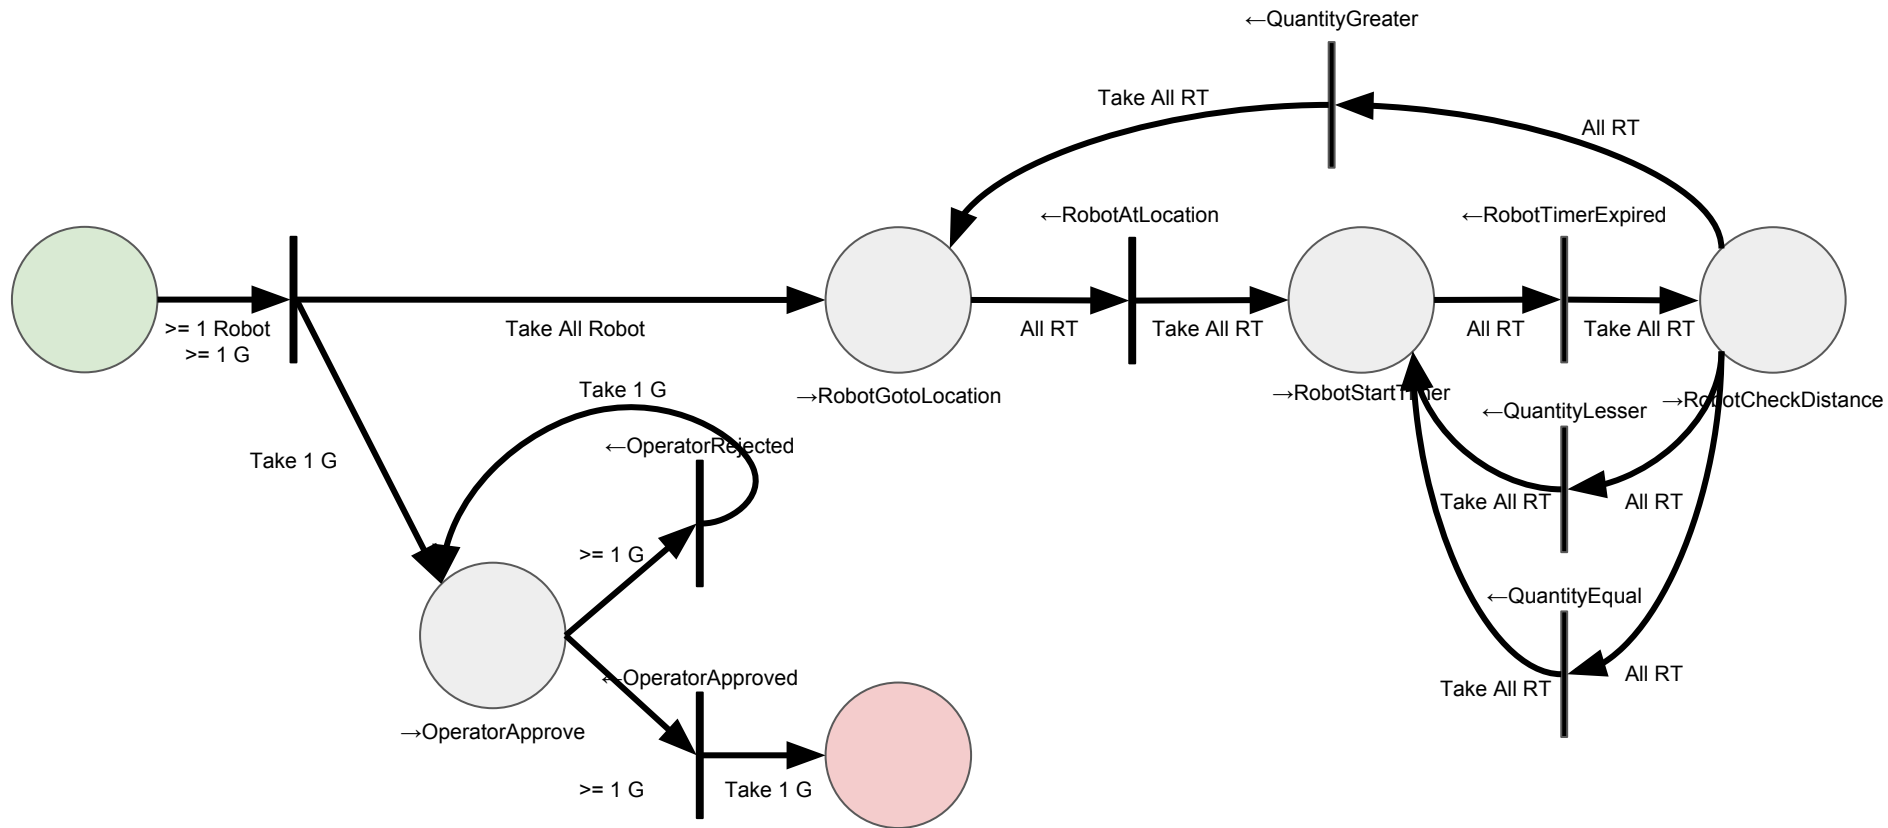 ←QuantityGreater
Take All RT
All RT
←RobotAtLocation
←RobotTimerExpired
>= 1 Robot
>= 1 G
Take All Robot
All RT
Take All RT
All RT
Take All RT
→RobotGotoLocation
→RobotStartTimer
→RobotCheckDistance
Take 1 G
←QuantityLesser
←OperatorRejected
Take 1 G
Take All RT
All RT
>= 1 G
←QuantityEqual
←OperatorApproved
Take All RT
All RT
→OperatorApprove
>= 1 G
Take 1 G